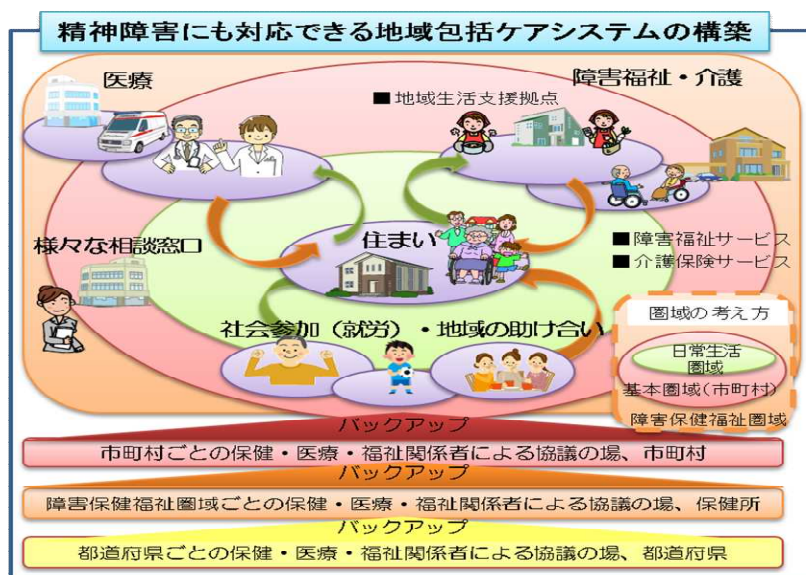 精神障害にも対応できる地域包括ケアシステムの構築
医療
障害福祉・介護
■地域生活支援拠点
様々な相談窓口
住まい
■障害福祉サービス
■介護保険サービス
社会参加（就労）・地域の助け合い
圏域の考え方
日常生活
圏域
基本圏域(市町村)
障害保健福祉圏域
バックアップ
市町村ごとの保健・医療・福祉関係者による協議の場、市町村
バックアップ
障害保健福祉圏域ごとの保健・医療・福祉関係者による協議の場、保健所
バックアップ
都道府県ごとの保健・医療・福祉関係者による協議の場、都道府県